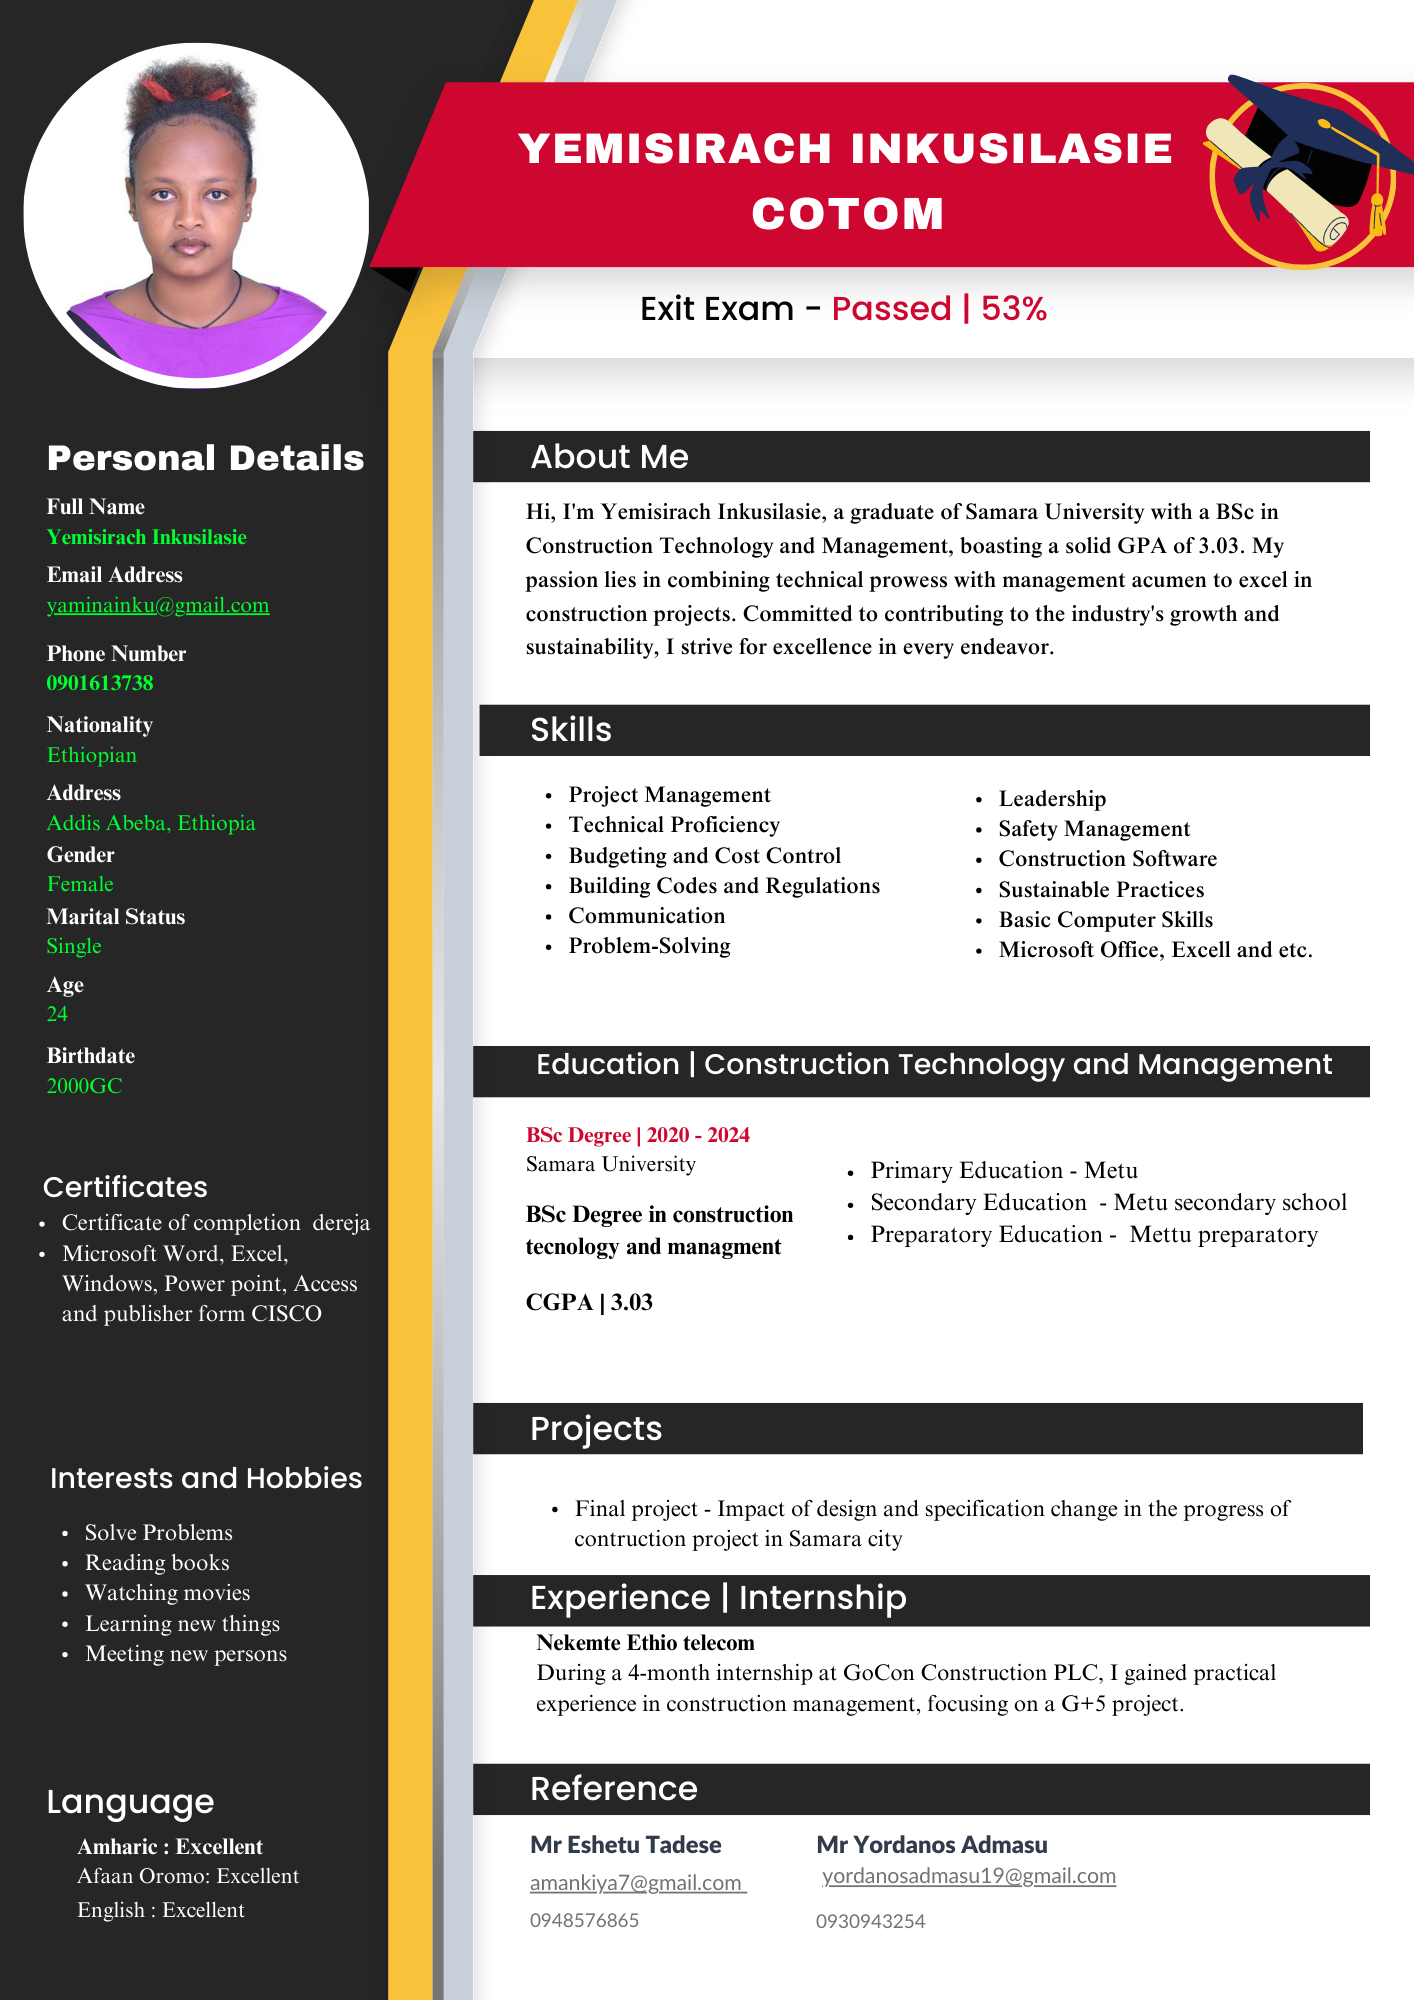 YEMISIRACH INKUSILASIE
COTOM
Exit Exam - Passed | 53%
Personal Details
Full Name
Yemisirach Inkusilasie
Email Address
yaminainku@gmail.com
Phone Number
0901613738
Nationality
Ethiopian
Address
Addis Abeba, Ethiopia
Gender
Female
Marital Status
Single
Age
24
Birthdate
2000GC
Certificates
• Certificate of completion dereja
• Microsoft Word, Excel,
Windows, Power point, Access
and publisher form CISCO
Interests and Hobbies
• Solve Problems
• Reading books
• Watching movies
• Learning new things
• Meeting new persons
Language
Amharic : Excellent
Afaan Oromo: Excellent
English : Excellent
About Me
Hi, I'm Yemisirach Inkusilasie, a graduate of Samara University with a BSc in
Construction Technology and Management, boasting a solid GPA of 3.03. My
passion lies in combining technical prowess with management acumen to excel in
construction projects. Committed to contributing to the industry's growth and
sustainability, I strive for excellence in every endeavor.
Skills
• Project Management
• Technical Proficiency
• Budgeting and Cost Control
• Building Codes and Regulations
• Communication
• Problem-Solving
• Leadership
• Safety Management
• Construction Software
• Sustainable Practices
• Basic Computer Skills
• Microsoft Office, Excell and etc.
Education | Construction Technology and Management
BSc Degree | 2020 - 2024
Samara University
BSc Degree in construction
tecnology and managment
CGPA | 3.03
• Primary Education - Metu
• Secondary Education - Metu secondary school
• Preparatory Education - Mettu preparatory
Projects
• Final project - Impact of design and specification change in the progress of
contruction project in Samara city
Experience | Internship
Nekemte Ethio telecom
During a 4-month internship at GoCon Construction PLC, I gained practical
experience in construction management, focusing on a G+5 project.
Reference
Mr Eshetu Tadese
amankiya7@gmail.com
0948576865
Mr Yordanos Admasu
yordanosadmasu19@gmail.com
0930943254